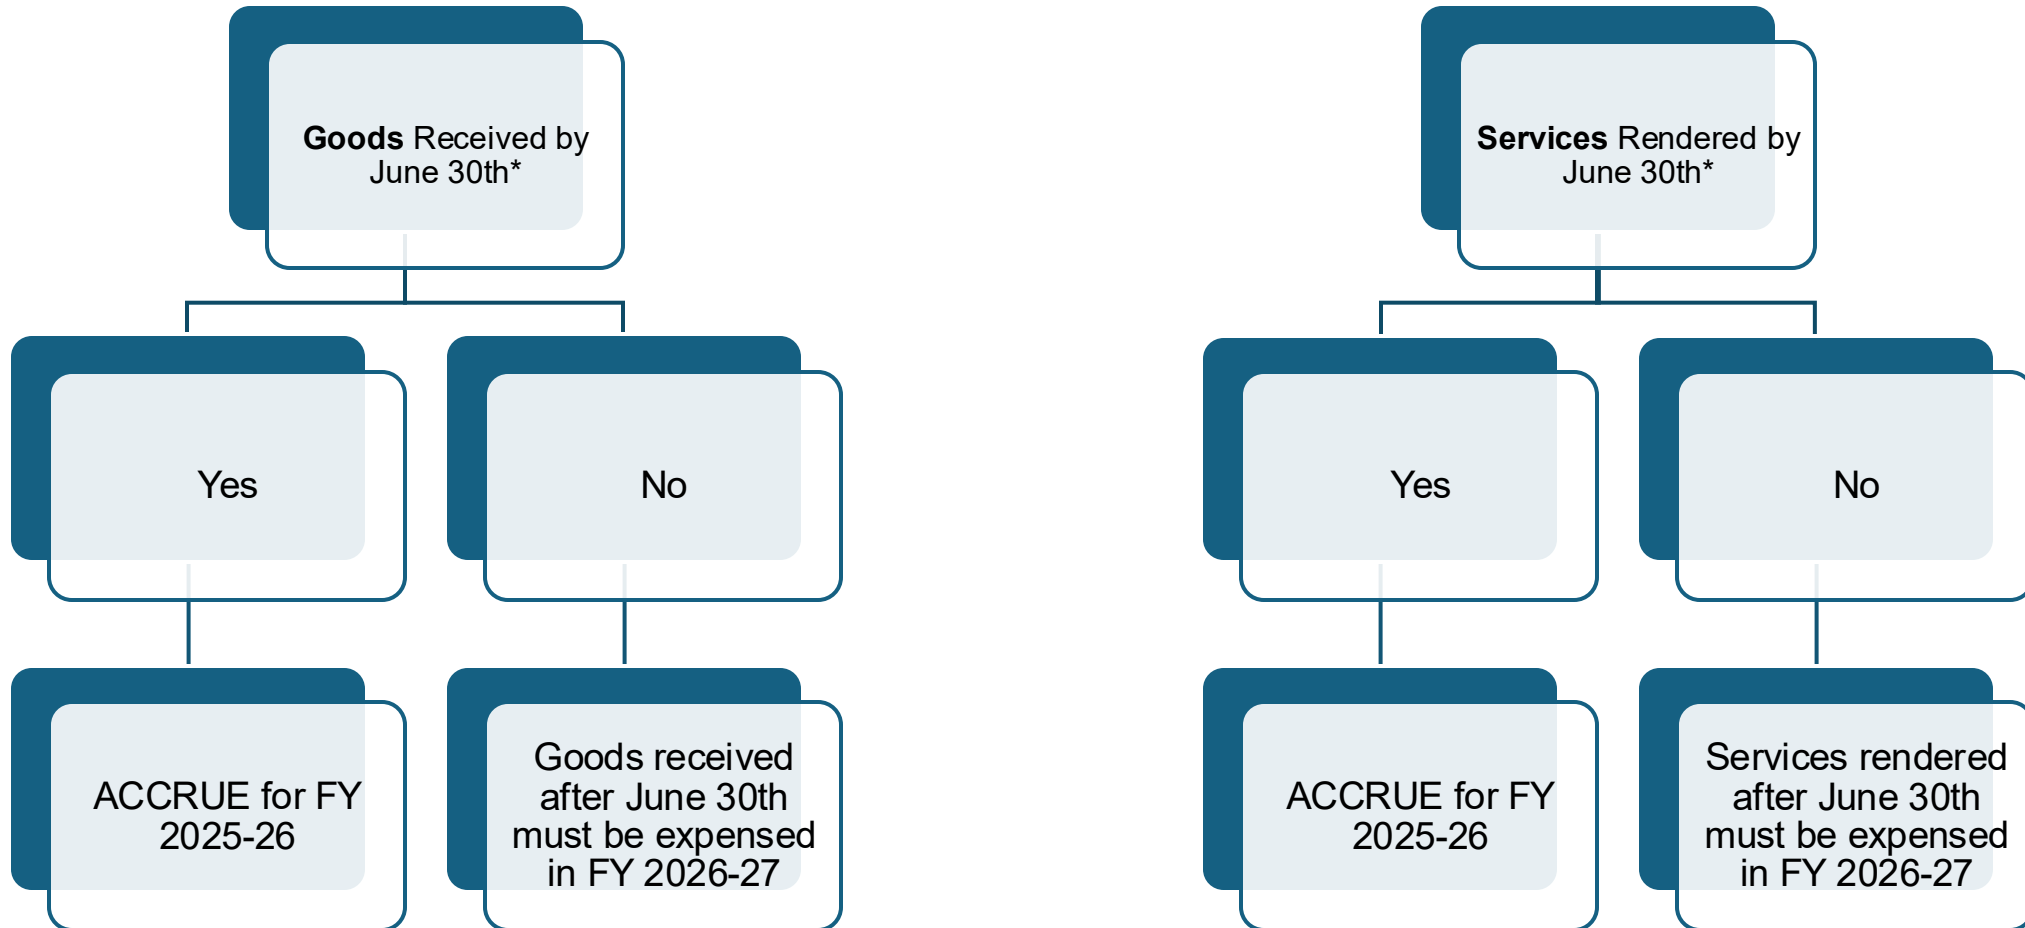 Goods Received by
June 30th*
Yes
No
ACCRUE for FY
2025-26
Goods received
after June 30th
must be expensed
in FY 2026-27
Services Rendered by
June 30th*
Yes
No
ACCRUE for FY
2025-26
Services rendered
after June 30th
must be expensed
in FY 2026-27